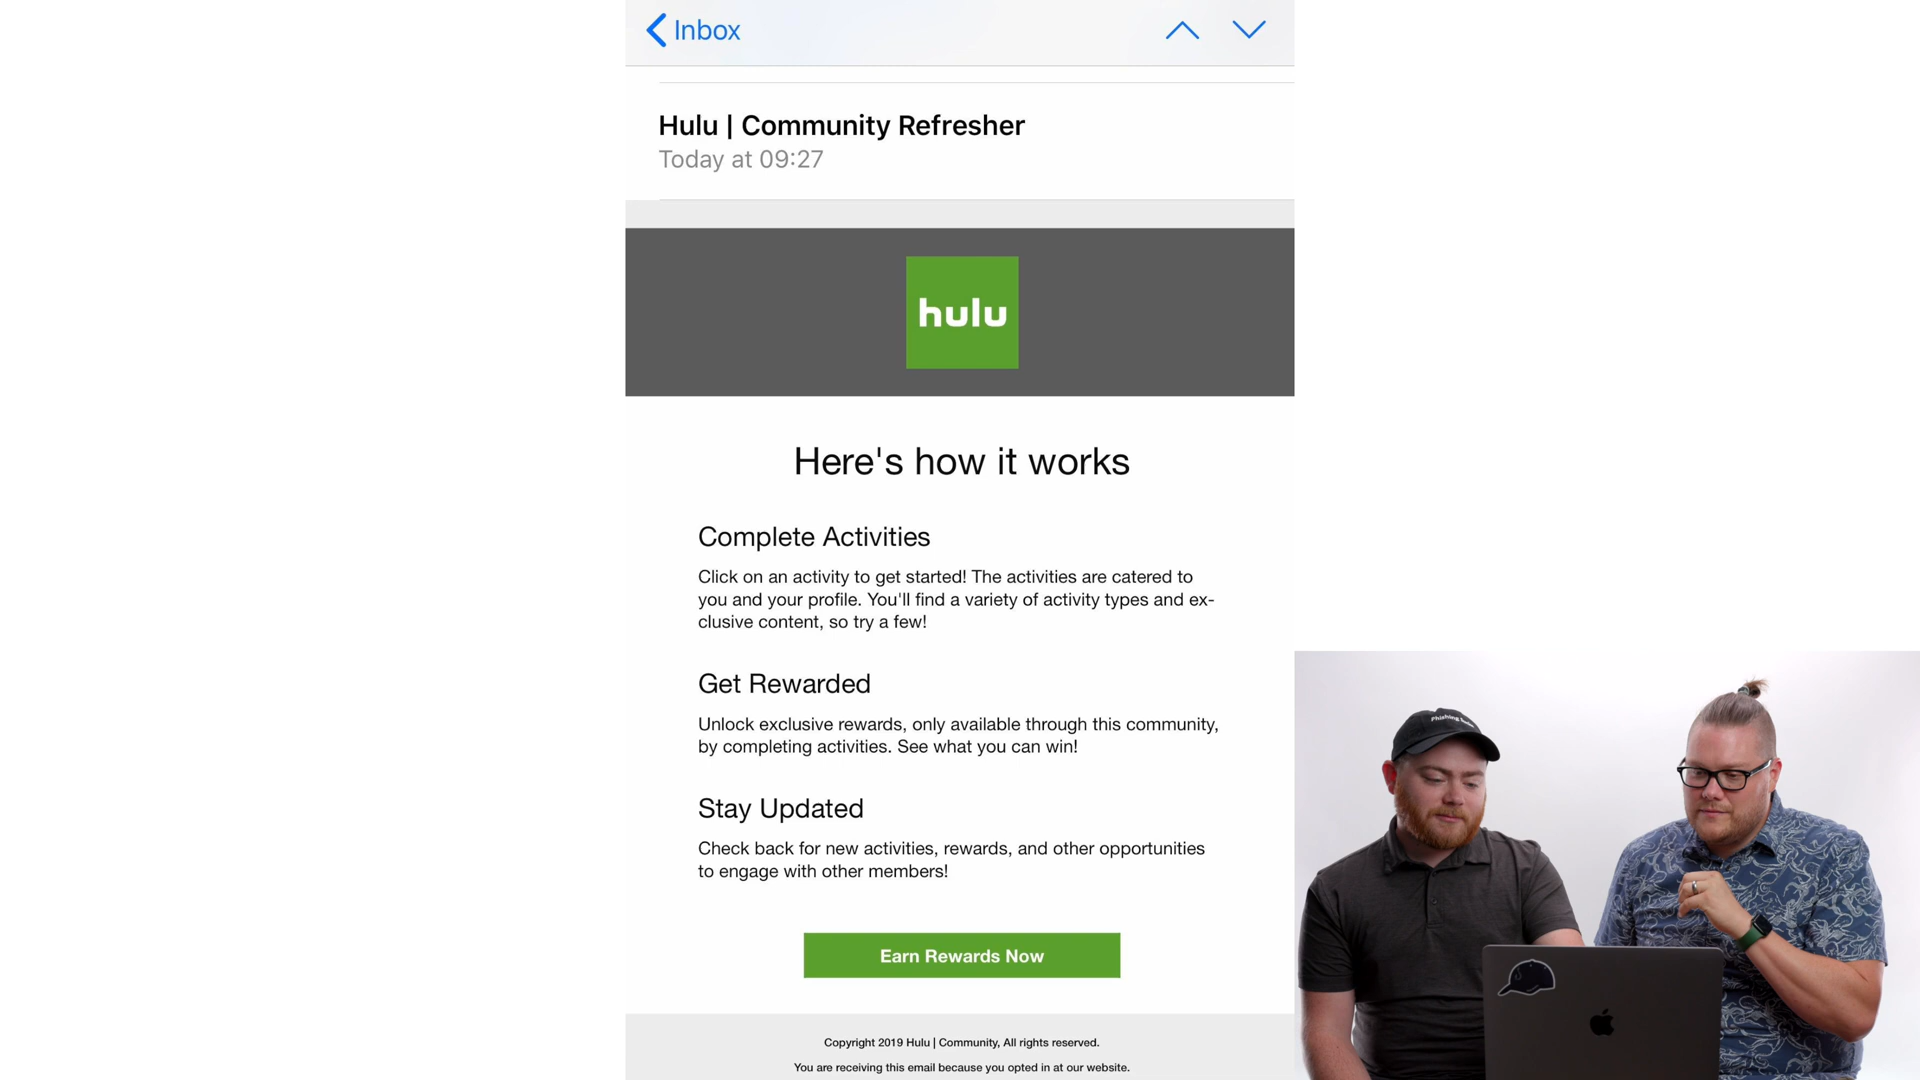 Inbox
Hulu | Community Refresher
Today at 09:27
hulu
Here's how it works
Complete Activities
Click on an activity to get started! The activities are catered to
you and your profile. You'll find a variety of activity types and ex-
clusive content, so try a few!
Get Rewarded
Unlock exclusive rewards, only available through this community,
by completing activities. See what you can win!
Stay Updated
Check back for new activities, rewards, and other opportunities
to engage with other members!
Earn Rewards Now
Copyright 2019 Hulu | Community, All rights reserved.
You are receiving this email because you opted in at our website.
Phishing